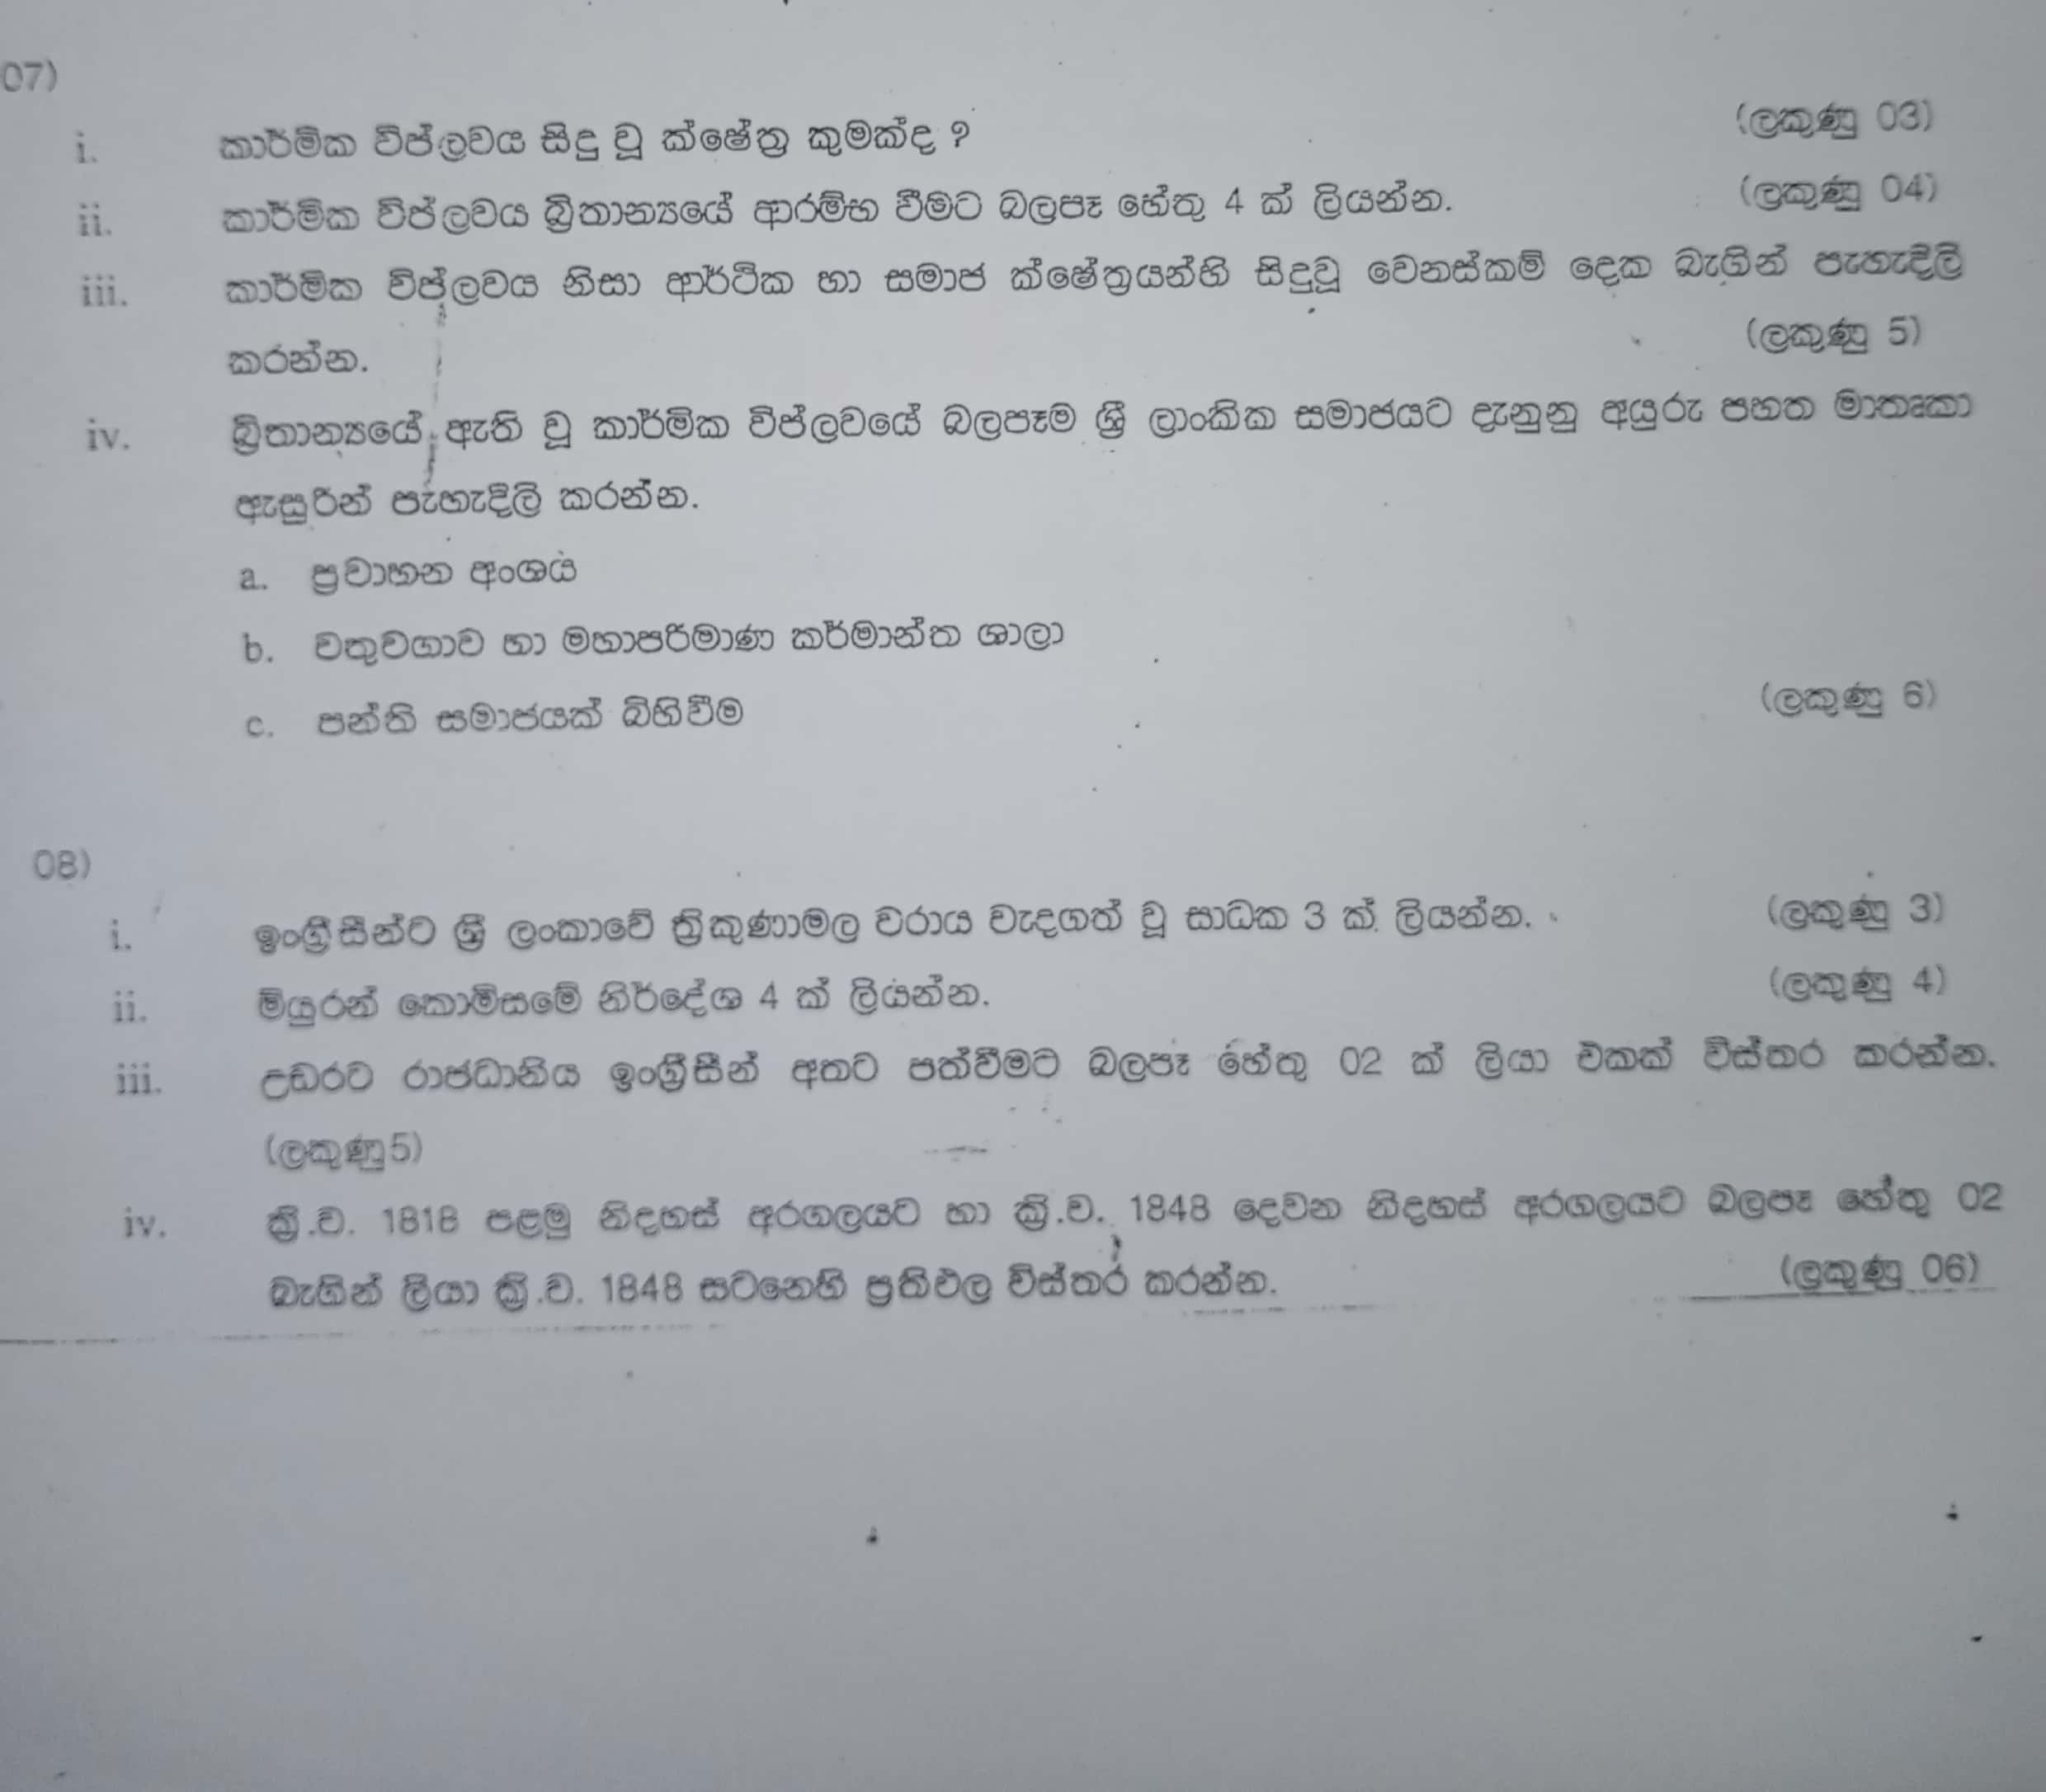 07)
i. කාර්මික විප්ලවය සිදු වූ ක්ෂේත්‍ර කුමක්ද ? (ලකුණු 03)
ii. කාර්මික විප්ලවය බ්‍රිතාන්‍යයේ ආරම්භ වීමට බලපෑ හේතු 4 ක් ලියන්න. (ලකුණු 04)
iii. කාර්මික විප්ලවය නිසා ආර්ථික හා සමාජ ක්ෂේත්‍රයන්හි සිදුවූ වෙනස්කම් දෙක බැගින් පැහැදිලි
කරන්න. (ලකුණු 5)
iv. බ්‍රිතාන්‍යයේ ඇති වූ කාර්මික විප්ලවයේ බලපෑම ශ්‍රී ලාංකික සමාජයට දැනුනු අයුරු පහත මාතෘකා
ඇසුරින් පැහැදිලි කරන්න.
a. ප්‍රවාහන අංශය
b. වතුවගාව හා මහාපරිමාණ කර්මාන්ත ශාලා
c. පන්ති සමාජයක් බිහිවීම (ලකුණු 6)
08)
i. ඉංග්‍රීසීන්ට ශ්‍රී ලංකාවේ ත්‍රිකුණාමල වරාය වැදගත් වූ සාධක 3 ක් ලියන්න. (ලකුණු 3)
ii. ම්යුරන් කොමිසමේ නිර්දේශ 4 ක් ලියන්න. (ලකුණු 4)
iii. උඩරට රාජධානිය ඉංග්‍රීසීන් අතට පත්වීමට බලපෑ හේතු 02 ක් ලියා එකක් විස්තර කරන්න.
(ලකුණු5)
iv. ක්‍රි.ව. 1818 පළමු නිදහස් අරගලයට හා ක්‍රි.ව. 1848 දෙවන නිදහස් අරගලයට බලපෑ හේතු 02
බැගින් ලියා ක්‍රි.ව. 1848 සටනෙහි ප්‍රතිඵල විස්තර කරන්න. (ලකුණු 06)